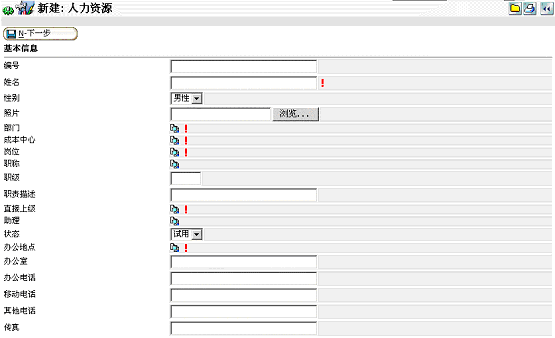 新建: 人力资源
N-下一步
基本信息
编号
姓名 !
性别 男性
照片 浏览...
部门 !
成本中心 !
岗位 !
职称
职级
职责描述
直接上级 !
助理
状态 试用
办公地点 !
办公室
办公电话
移动电话
其他电话
传真